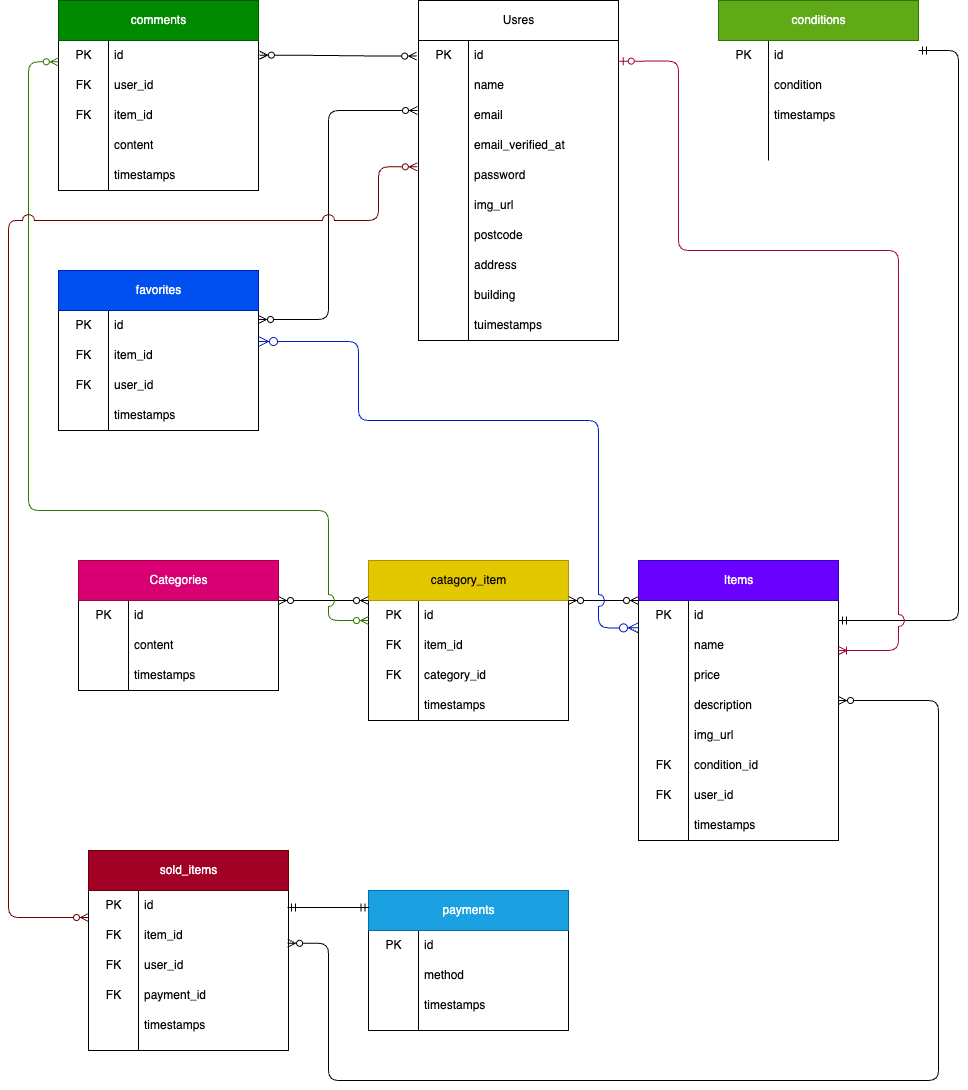 comments
PK id
FK user_id
FK item_id
content
timestamps
Usres
PK id
name
email
email_verified_at
password
img_url
postcode
address
building
tuimestamps
conditions
PK id
condition
timestamps
favorites
PK id
FK item_id
FK user_id
timestamps
Categories
PK id
content
timestamps
catagory_item
PK id
FK item_id
FK category_id
timestamps
Items
PK id
name
price
description
img_url
FK condition_id
FK user_id
timestamps
sold_items
PK id
FK item_id
FK user_id
FK payment_id
timestamps
payments
PK id
method
timestamps